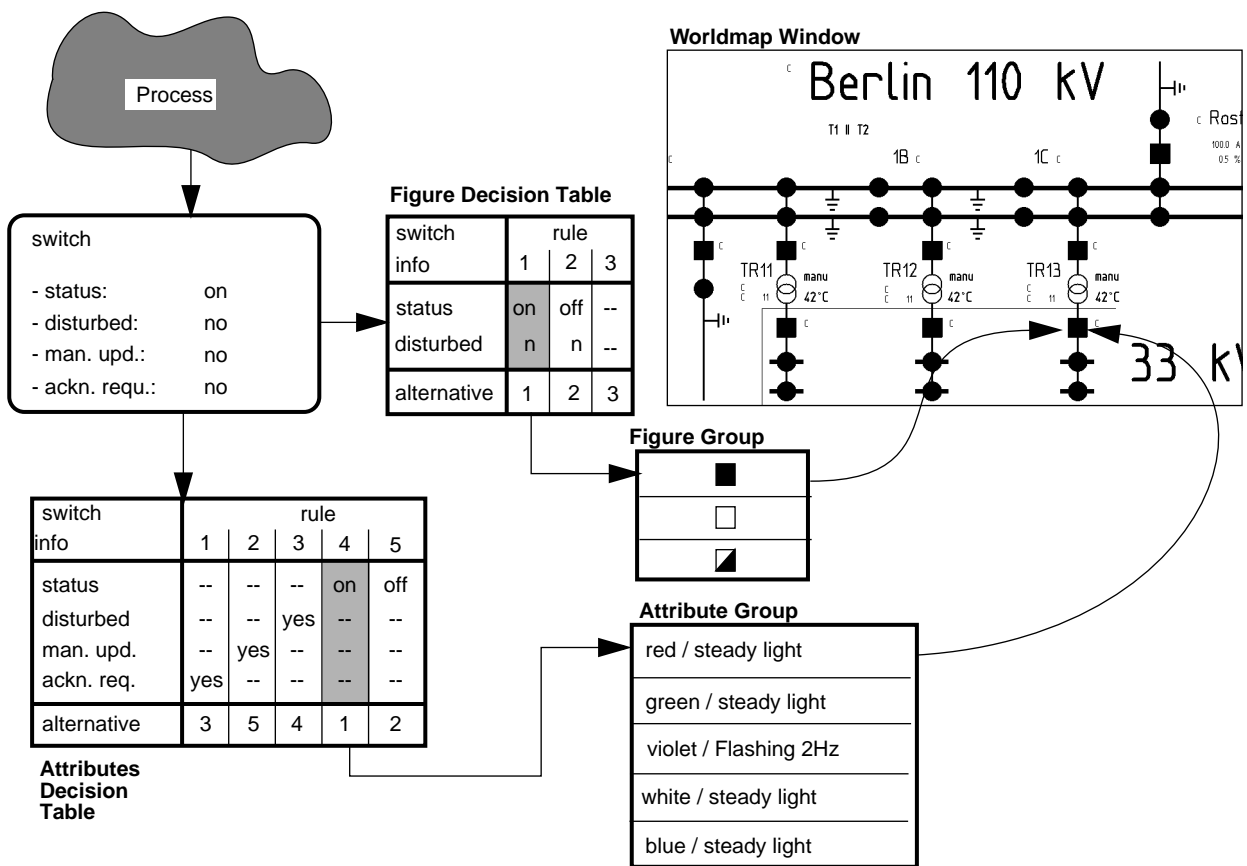 Process
switch
- status: on
- disturbed: no
- man. upd.: no
- ackn. requ.: no
Figure Decision Table
switch rule
info 1 2 3
status on off --
disturbed n n --
alternative 1 2 3
Worldmap Window
c Berlin 110 kV
T1 II T2
c Rost
100.0 A
0.5 %
c 1B c 1C c
c c c c
TR11 manu TR12 manu TR13 manu
c
c 11 42°C c
c 11 42°C c
c 11 42°C
c c c
33 kV
Figure Group
switch rule
info 1 2 3 4 5
status -- -- -- on off
disturbed -- -- yes -- --
man. upd. -- yes -- -- --
ackn. req. yes -- -- -- --
alternative 3 5 4 1 2
Attributes
Decision
Table
Attribute Group
red / steady light
green / steady light
violet / Flashing 2Hz
white / steady light
blue / steady light